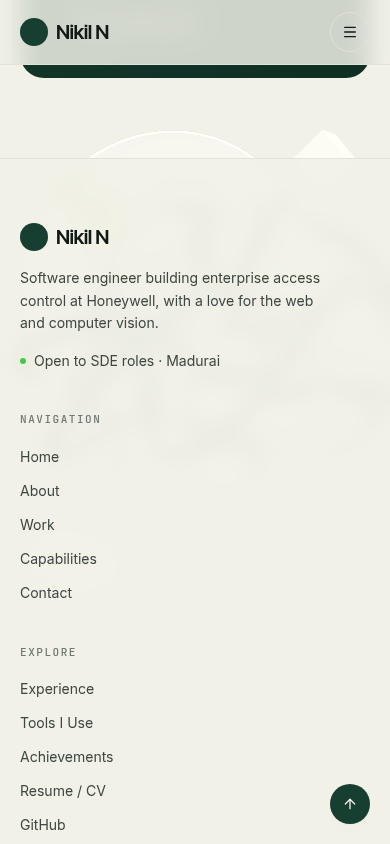 Nikil N
Nikil N
Software engineer building enterprise access
control at Honeywell, with a love for the web
and computer vision.
Open to SDE roles · Madurai
NAVIGATION
Home
About
Work
Capabilities
Contact
EXPLORE
Experience
Tools I Use
Achievements
Resume / CV
GitHub